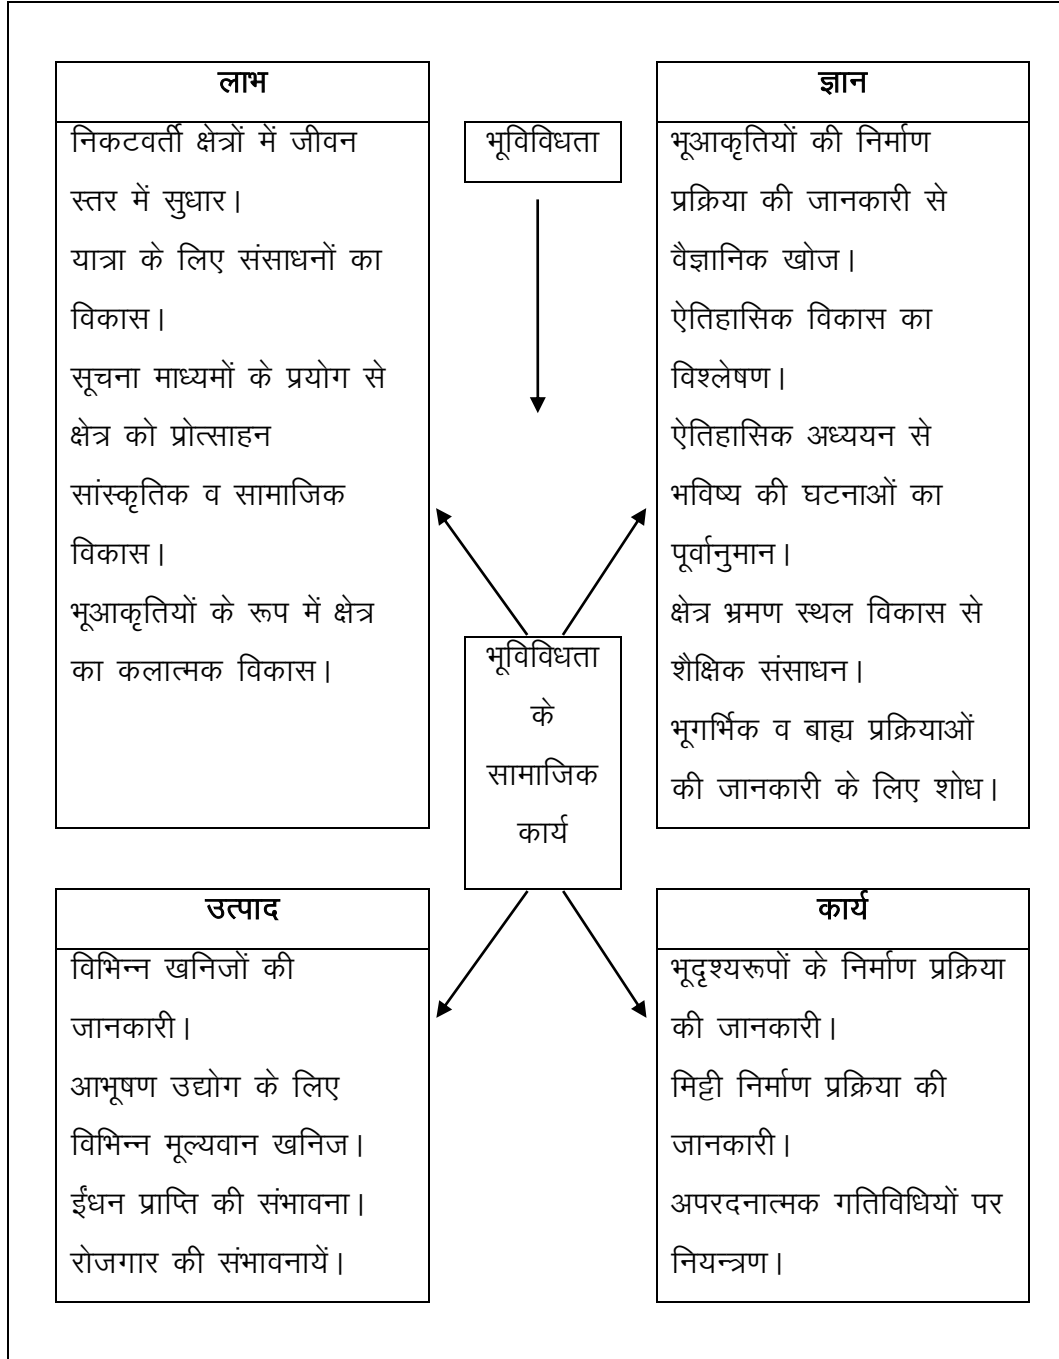 लाभ
निकटवर्ती क्षेत्रों में जीवन
स्तर में सुधार।
यात्रा के लिए संसाधनों का
विकास।
सूचना माध्यमों के प्रयोग से
क्षेत्र को प्रोत्साहन
सांस्कृतिक व सामाजिक
विकास।
भूआकृतियों के रूप में क्षेत्र
का कलात्मक विकास।
भूविविधता
ज्ञान
भूआकृतियों की निर्माण
प्रक्रिया की जानकारी से
वैज्ञानिक खोज।
ऐतिहासिक विकास का
विश्लेषण।
ऐतिहासिक अध्ययन से
भविष्य की घटनाओं का
पूर्वानुमान।
क्षेत्र भ्रमण स्थल विकास से
शैक्षिक संसाधन।
भूगर्भिक व बाह्य प्रक्रियाओं
की जानकारी के लिए शोध।
भूविविधता
के
सामाजिक
कार्य
उत्पाद
विभिन्न खनिजों की
जानकारी।
आभूषण उद्योग के लिए
विभिन्न मूल्यवान खनिज।
ईंधन प्राप्ति की संभावना।
रोजगार की संभावनायें।
कार्य
भूदृश्यरूपों के निर्माण प्रक्रिया
की जानकारी।
मिट्टी निर्माण प्रक्रिया की
जानकारी।
अपरदनात्मक गतिविधियों पर
नियन्त्रण।